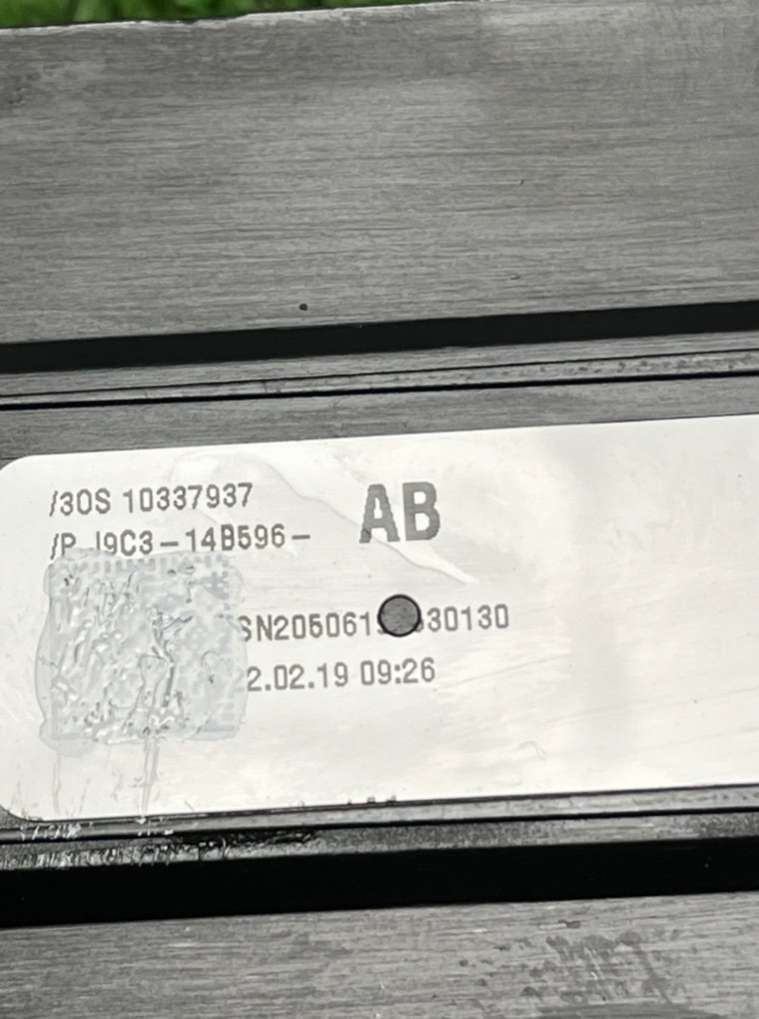 /30S 10337937
/P J9C3-14B596- AB
2.02.19 09:26